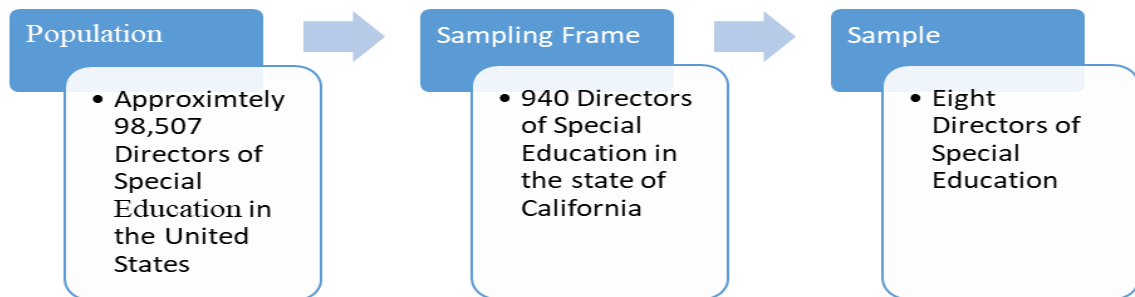 Population
• Approximtely
98,507
Directors of
Special
Education in
the United
States
Sampling Frame
• 940 Directors
of Special
Education in
the state of
California
Sample
• Eight
Directors of
Special
Education